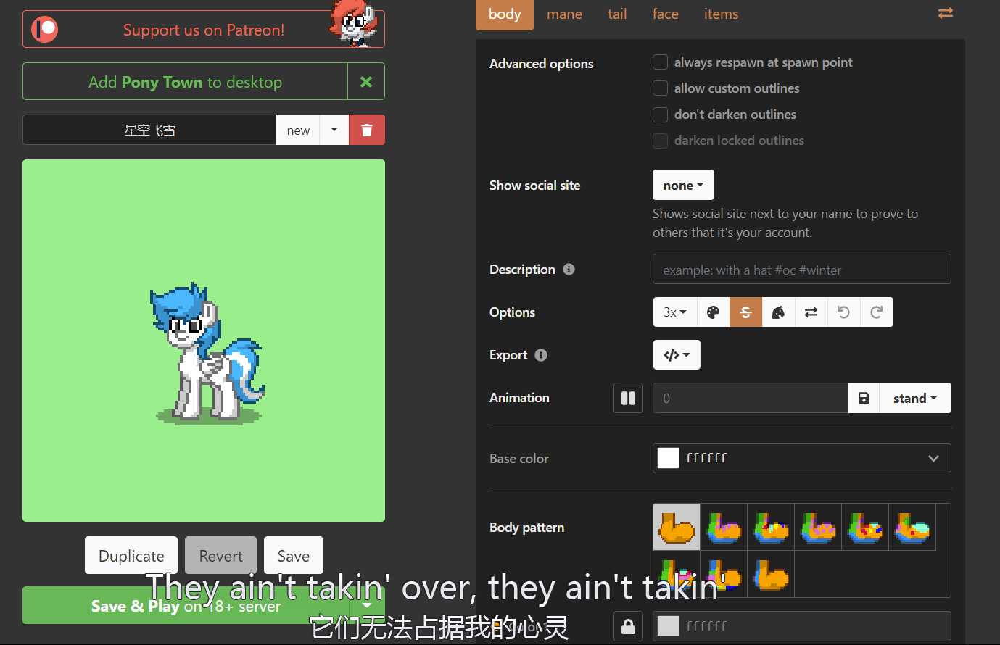 Support us on Patreon!
Add Pony Town to desktop
星空飞雪
new
Duplicate
Revert
Save
Save & Play on 18+ server
body
mane
tail
face
items
Advanced options
always respawn at spawn point
allow custom outlines
don't darken outlines
darken locked outlines
Show social site
none
Shows social site next to your name to prove to
others that it's your account.
Description
example: with a hat #oc #winter
Options
3x
Export
Animation
0
stand
Base color
ffffff
Body pattern
ffffff
They ain't takin' over, they ain't takin'
它们无法占据我的心灵